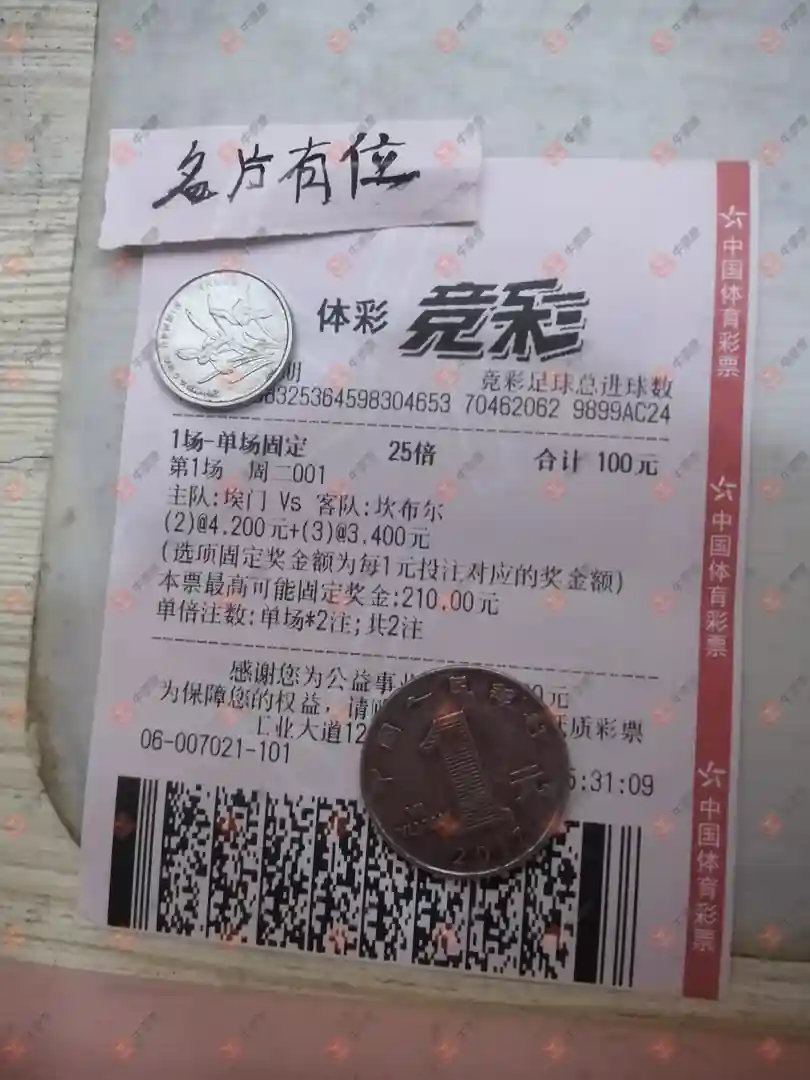 名片有位
体彩 竞彩
明 竞彩足球总进球数
8325364598304653 70462062 9899AC24
1场-单场固定 25倍 合计 100元
第1场 周二001
主队:埃门 Vs 客队:坎布尔
(2)@4.200元+(3)@3.400元
(选项固定奖金额为每1元投注对应的奖金额)
本票最高可能固定奖金:210.00元
单倍注数:单场*2注;共2注
感谢您为公益事 0元
为保障您的权益,请 质彩票
工业大道12
06-007021-101 5:31:09
中国体育彩票
中国体育彩票
中国体育彩票
1